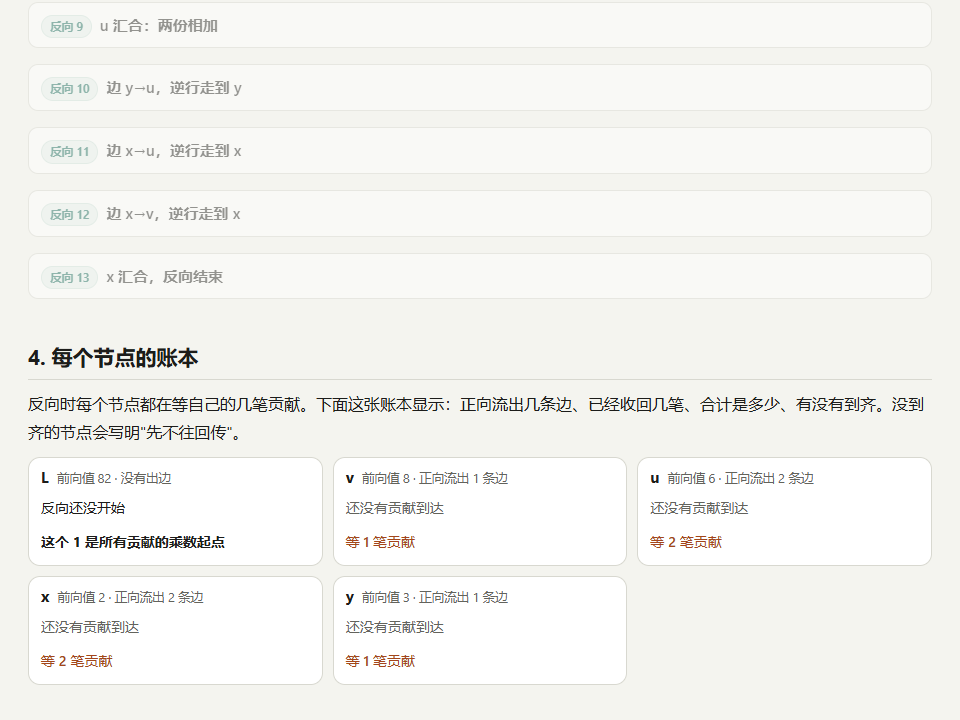 反向 9 u 汇合：两份相加
反向 10 边 y→u，逆行走到 y
反向 11 边 x→u，逆行走到 x
反向 12 边 x→v，逆行走到 x
反向 13 x 汇合，反向结束
4. 每个节点的账本
反向时每个节点都在等自己的几笔贡献。下面这张账本显示：正向流出几条边、已经收回几笔、合计是多少、有没有到齐。没到
齐的节点会写明"先不往回传"。
L 前向值 82 · 没有出边
反向还没开始
这个 1 是所有贡献的乘数起点
v 前向值 8 · 正向流出 1 条边
还没有贡献到达
等 1 笔贡献
u 前向值 6 · 正向流出 2 条边
还没有贡献到达
等 2 笔贡献
x 前向值 2 · 正向流出 2 条边
还没有贡献到达
等 2 笔贡献
y 前向值 3 · 正向流出 1 条边
还没有贡献到达
等 1 笔贡献